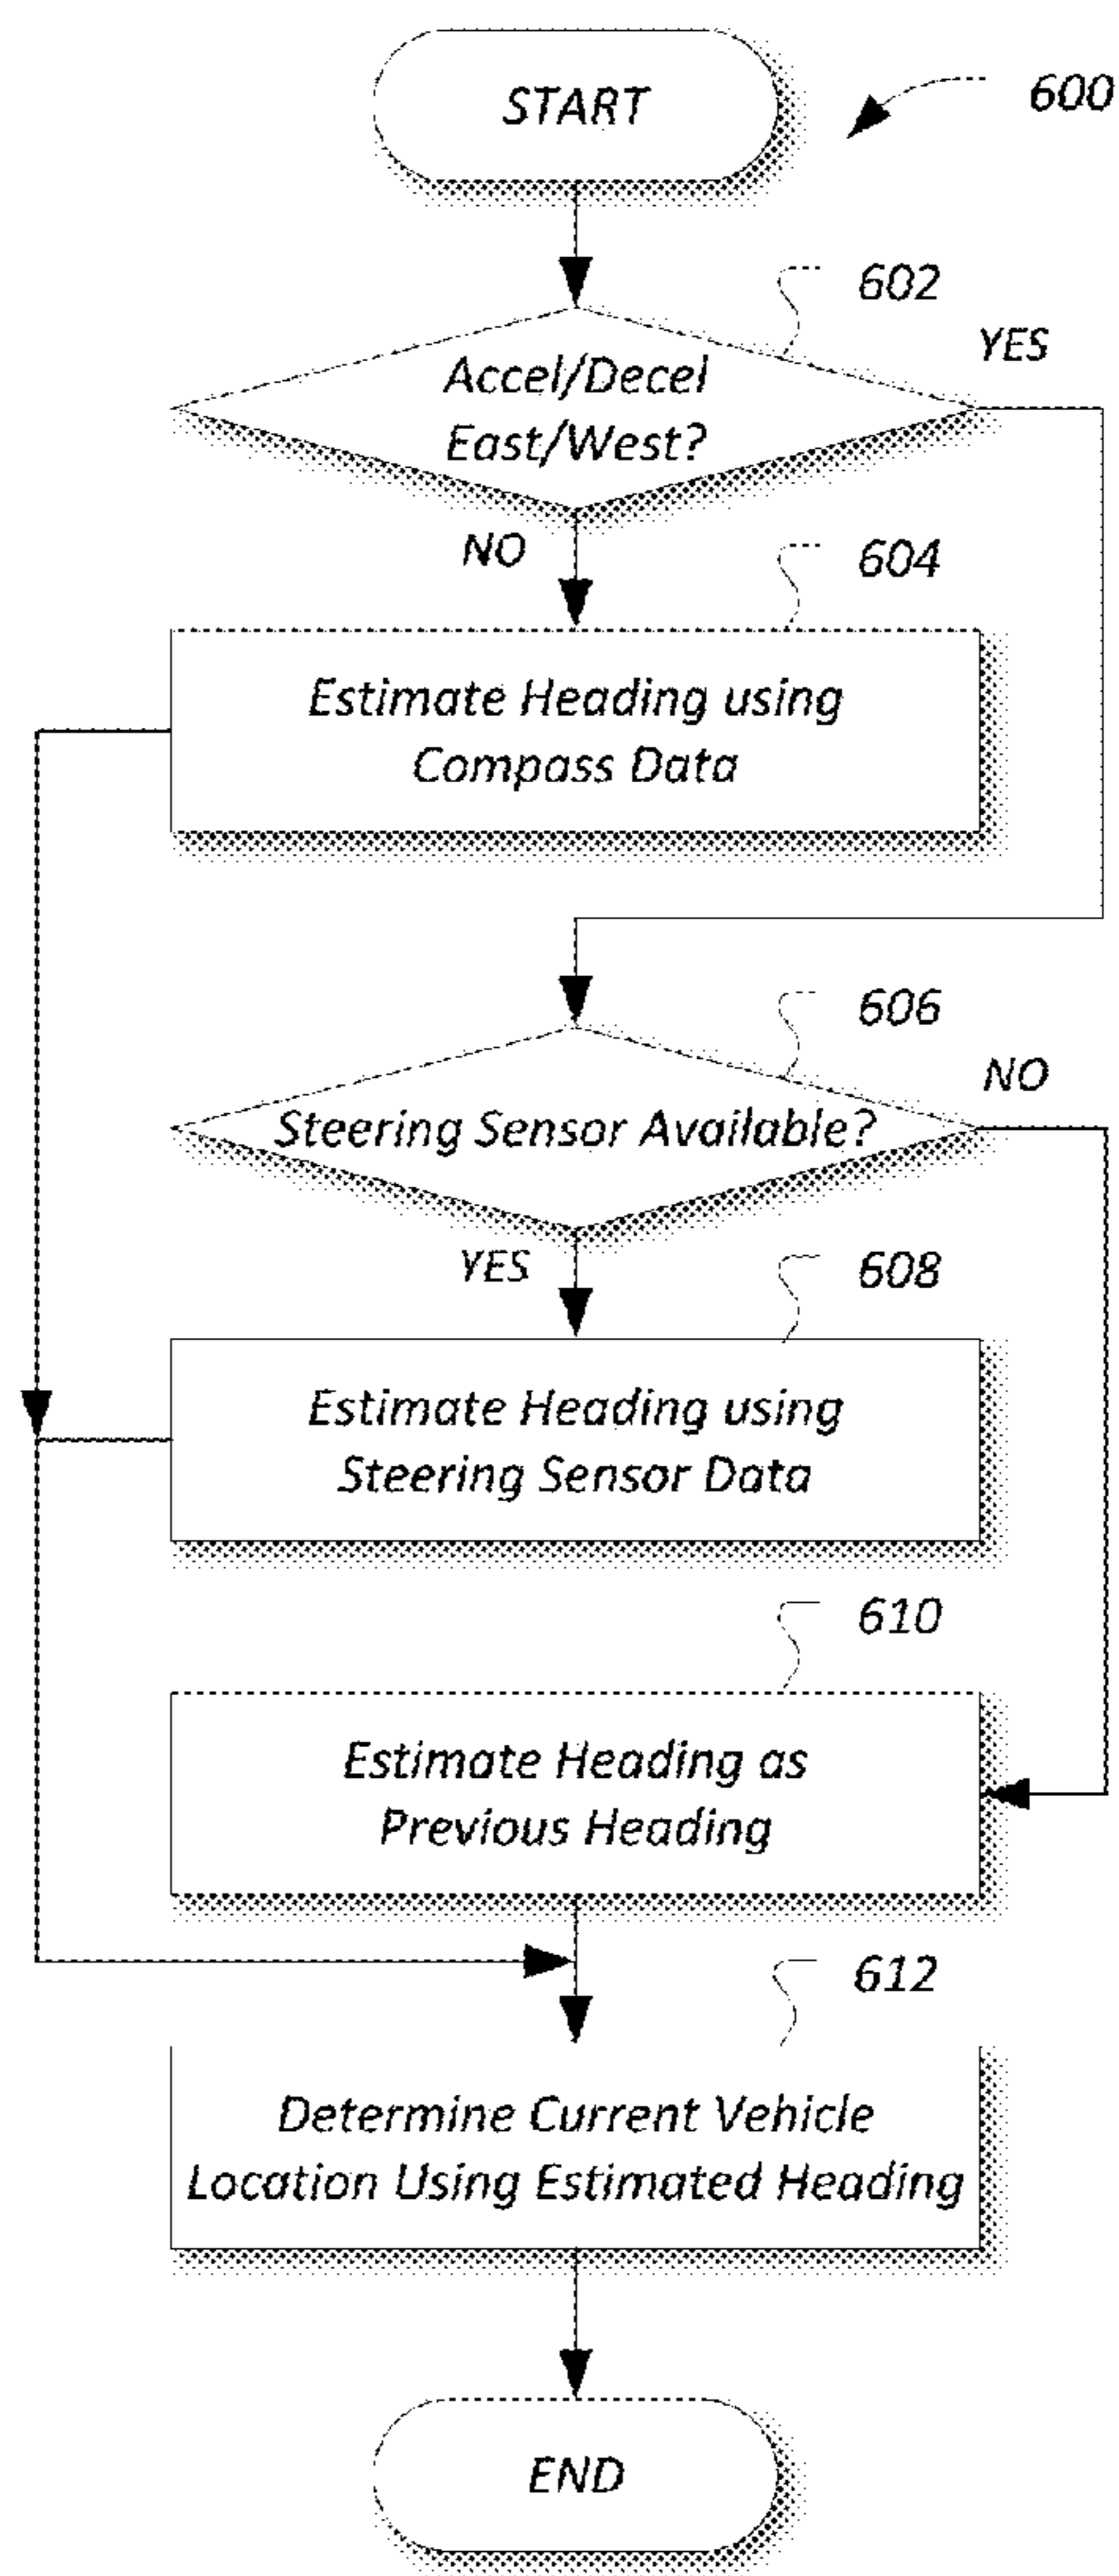 START
600
602
YES
Accel/Decel
East/West?
NO
604
Estimate Heading using
Compass Data
606
NO
Steering Sensor Available?
YES
608
Estimate Heading using
Steering Sensor Data
610
Estimate Heading as
Previous Heading
612
Determine Current Vehicle
Location Using Estimated Heading
END